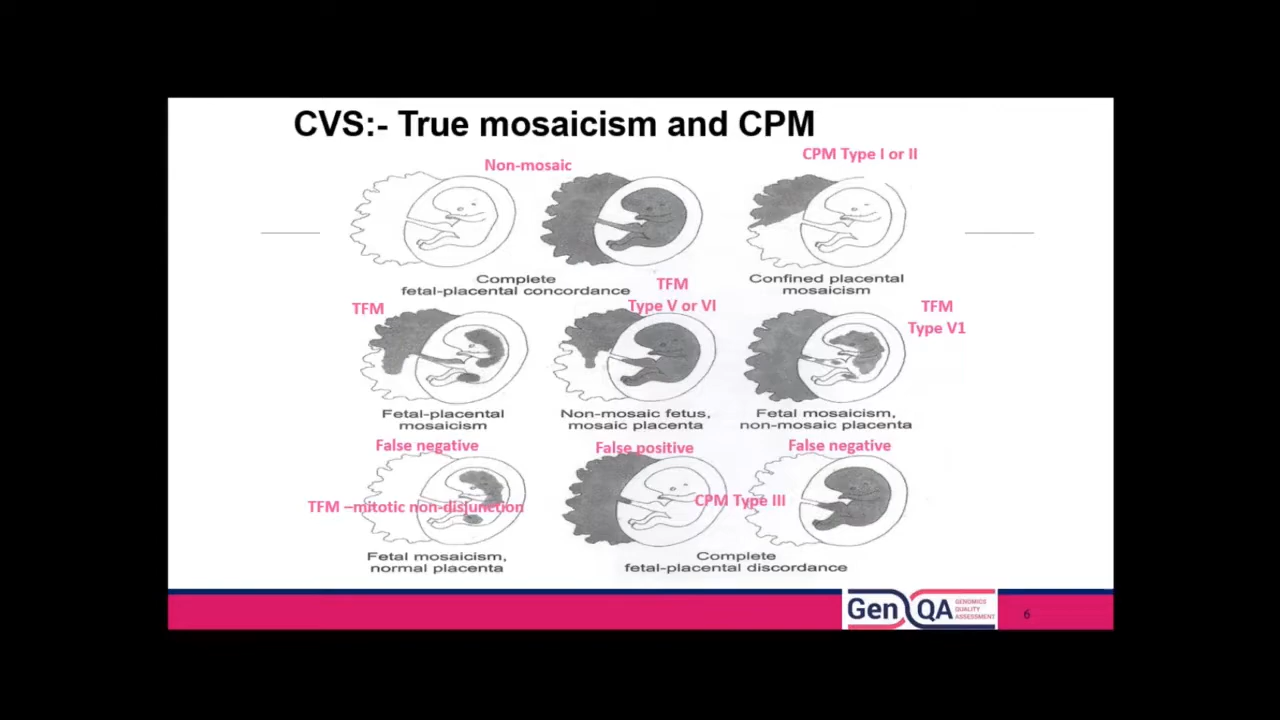 CVS:- True mosaicism and CPM
Non-mosaic
CPM Type I or II
Complete
fetal-placental concordance
Confined placental
mosaicism
TFM
TFM
Type V or VI
TFM
Type V1
Fetal-placental
mosaicism
Non-mosaic fetus,
mosaic placenta
Fetal mosaicism,
non-mosaic placenta
False negative
False positive
False negative
TFM –mitotic non-disjunction
CPM Type III
Fetal mosaicism,
normal placenta
Complete
fetal-placental discordance
Gen QA
GENOMICS
QUALITY
ASSESSMENT
6